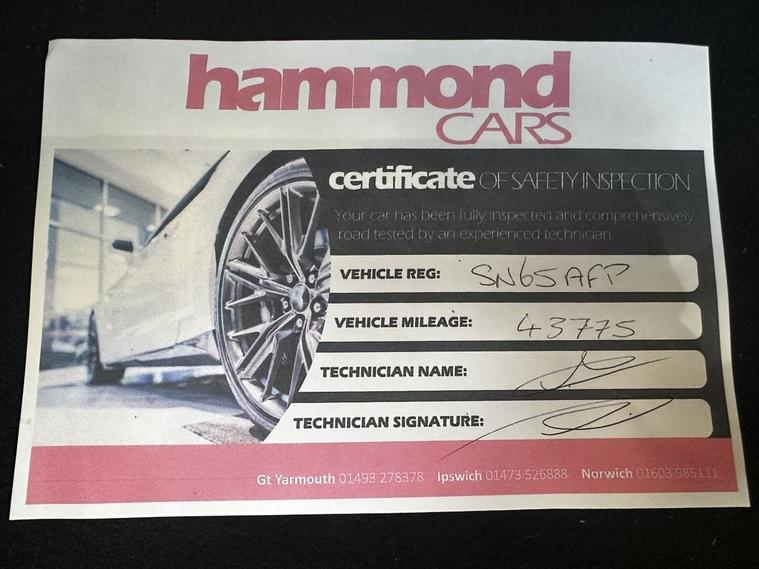 hammond
CARS
certificate OF SAFETY INSPECTION
Your car has been fully inspected and comprehensively
road tested by an experienced technician.
VEHICLE REG: SN65 AFP
VEHICLE MILEAGE: 43775
TECHNICIAN NAME:
TECHNICIAN SIGNATURE:
Gt Yarmouth 01493 278378 Ipswich 01473 526888 Norwich 01603 985111